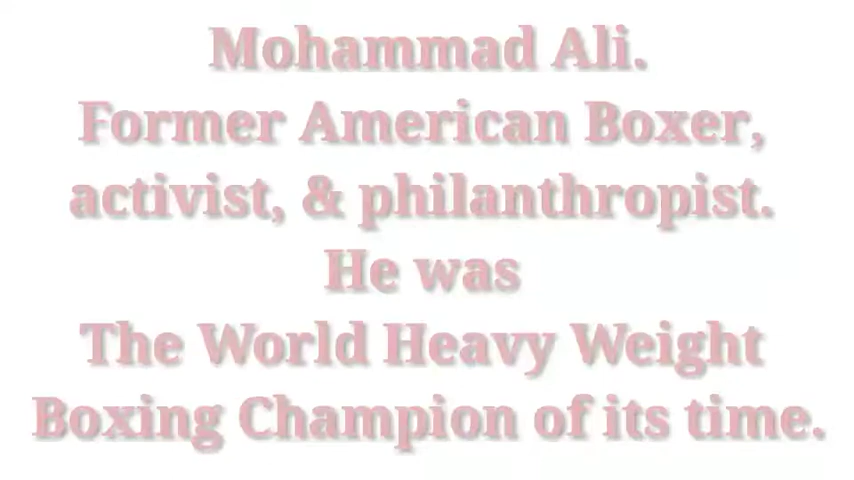 Mohammad Ali.
Former American Boxer,
activist, & philanthropist.
He was
The World Heavy Weight
Boxing Champion of its time.